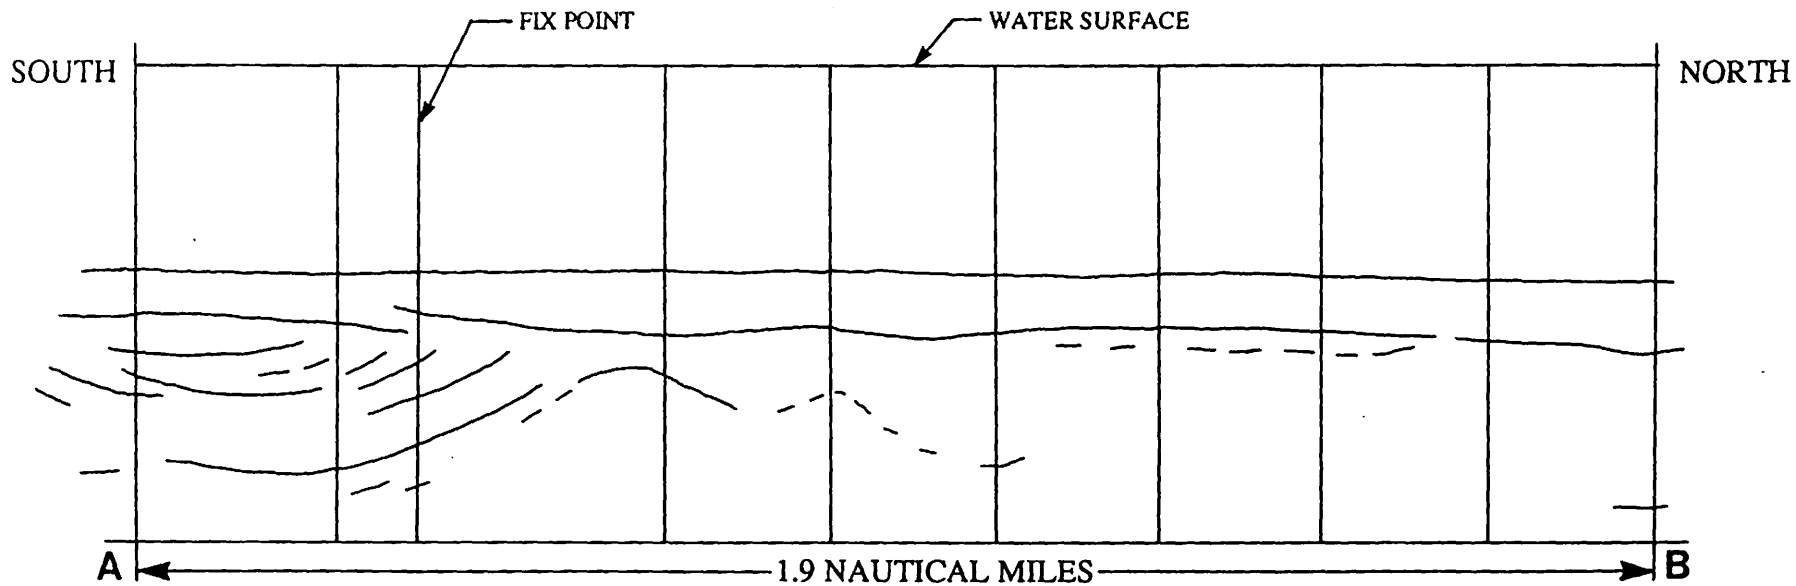 FIX POINT
WATER SURFACE
SOUTH
NORTH
A
1.9 NAUTICAL MILES
B